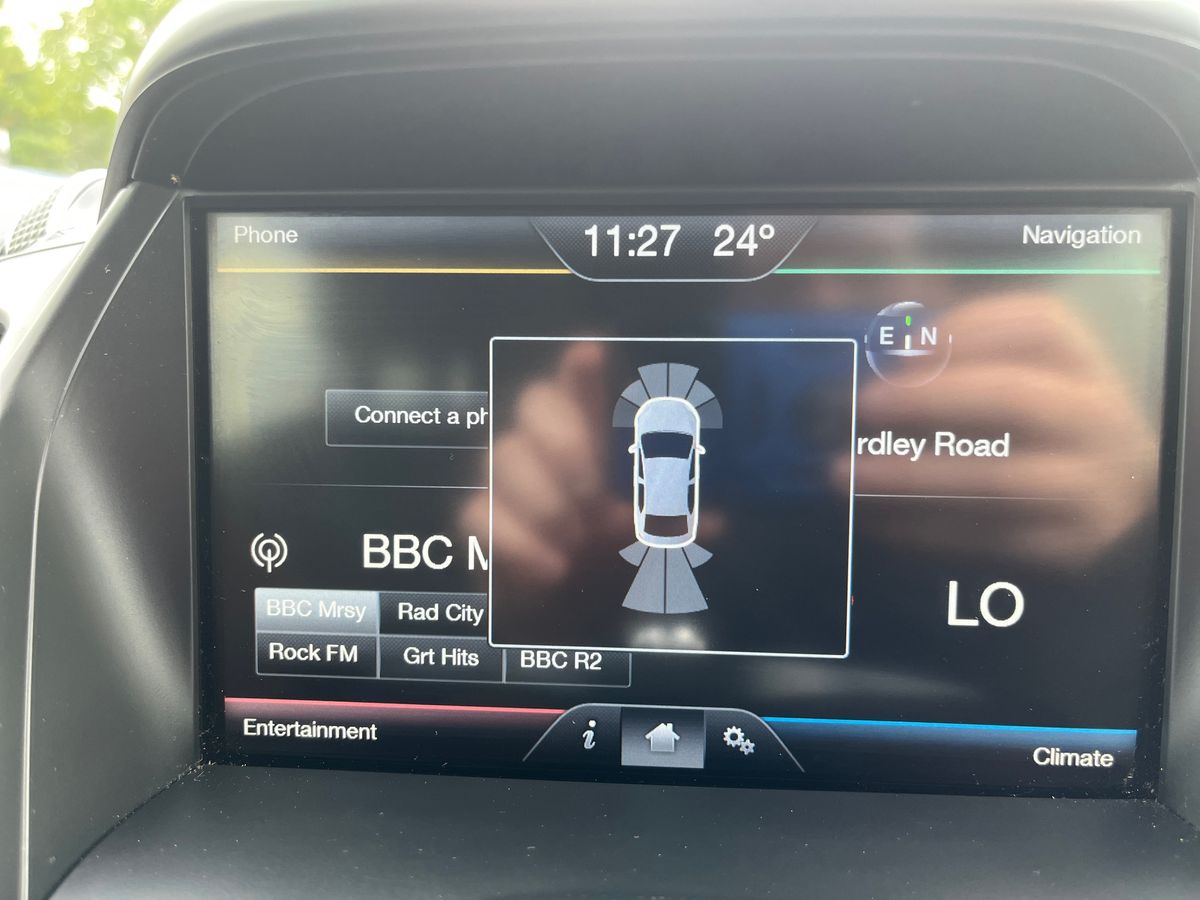 Phone
11:27 24°
Navigation
E N
Connect a ph
rdley Road
BBC M
BBC Mrsy
Rad City
Rock FM
Grt Hits
BBC R2
LO
Entertainment
i
Climate